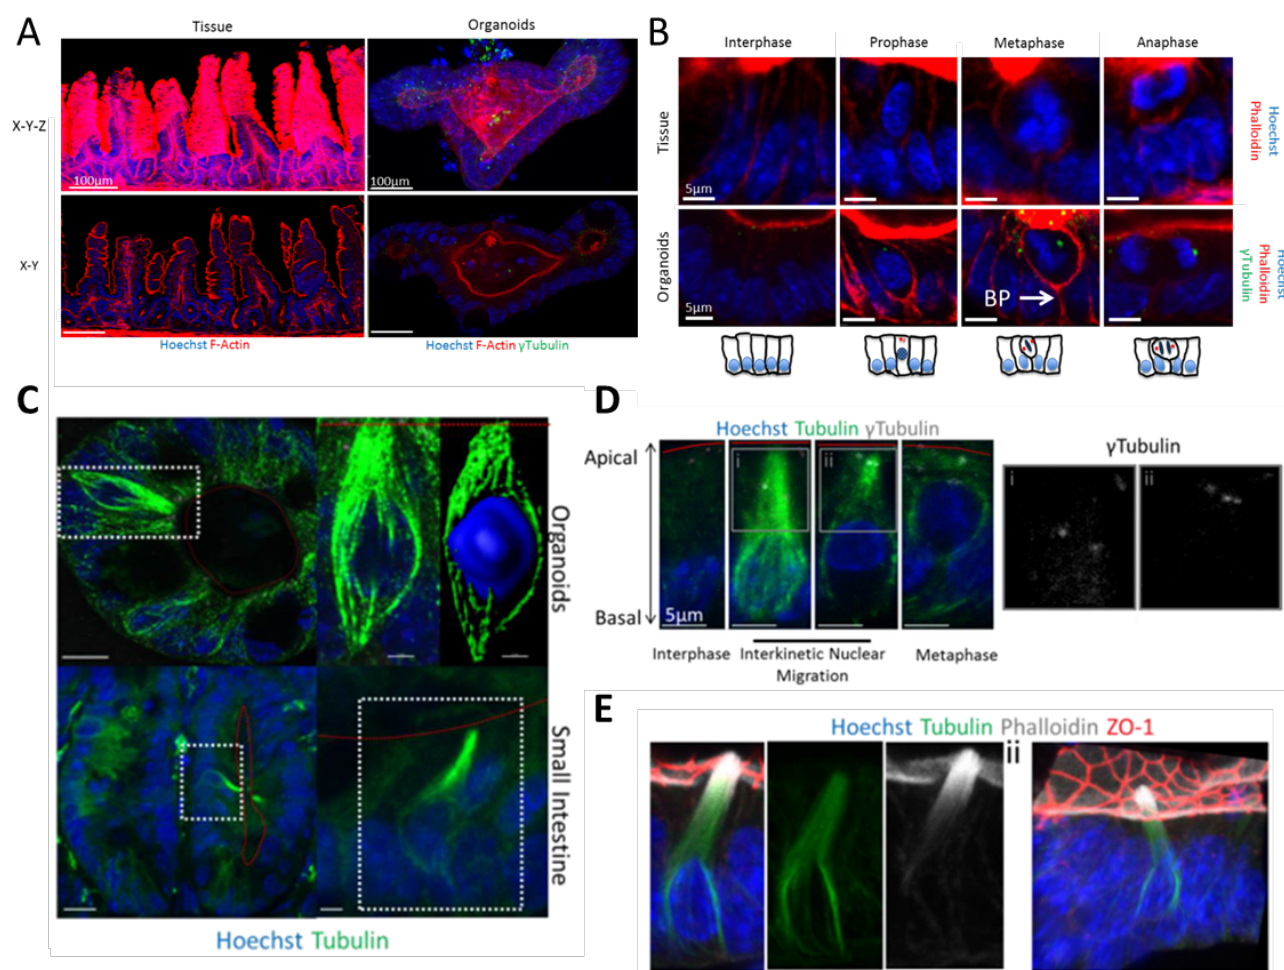 A
Tissue
Organoids
X-Y-Z
100µm
100µm
X-Y
Hoechst F-Actin
Hoechst F-Actin γTubulin
B
Interphase
Prophase
Metaphase
Anaphase
Tissue
5µm
Hoechst
Phalloidin
Organoids
5µm
BP
Hoechst
Phalloidin
γTubulin
C
Organoids
Small Intestine
Hoechst Tubulin
D
Hoechst Tubulin γTubulin
Apical
Basal
i
ii
5µm
Interphase
Interkinetic Nuclear
Migration
Metaphase
γTubulin
i
ii
E
Hoechst Tubulin Phalloidin ZO-1
ii